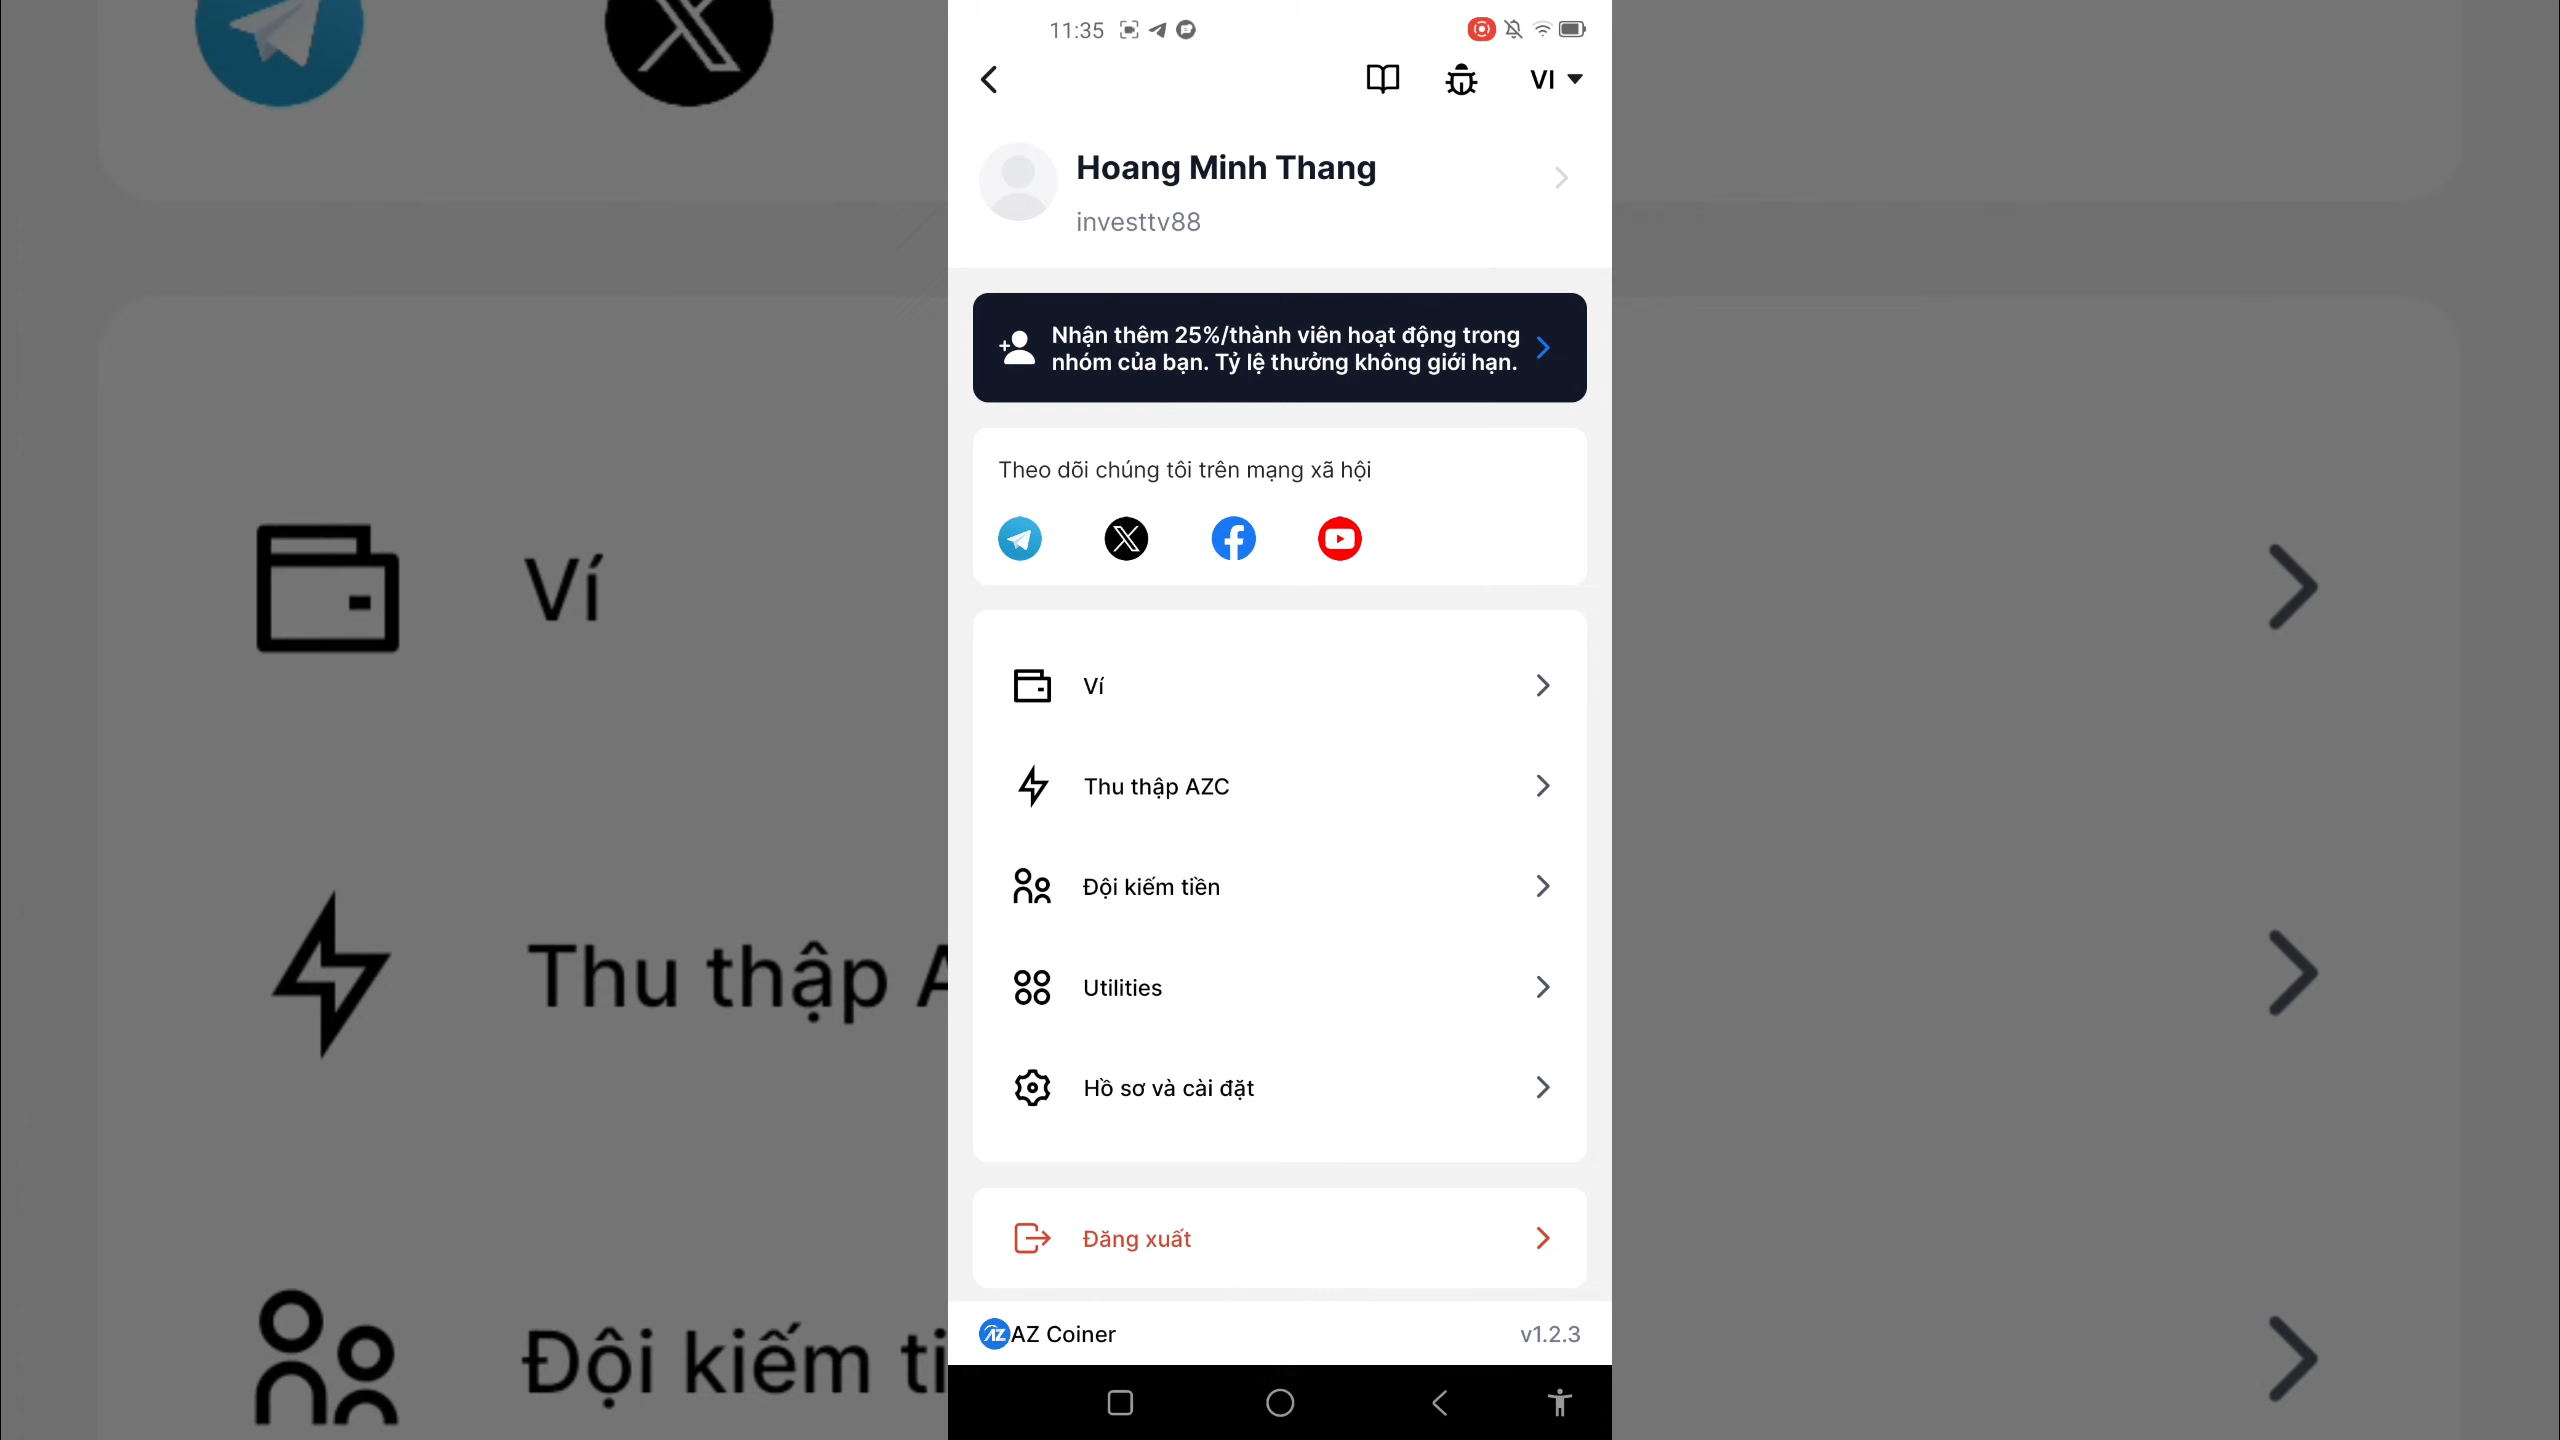 11:35
VI
Hoang Minh Thang
investtv88
Nhận thêm 25%/thành viên hoạt động trong
nhóm của bạn. Tỷ lệ thưởng không giới hạn.
Theo dõi chúng tôi trên mạng xã hội
Ví
Thu thập AZC
Đội kiếm tiền
Utilities
Hồ sơ và cài đặt
Đăng xuất
AZ AZ Coiner
v1.2.3
Ví
Thu thập A
Đội kiếm ti